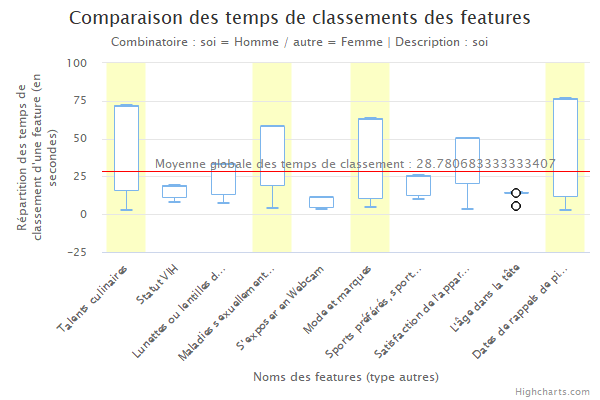 Comparaison des temps de classements des features
Combinatoire : soi = Homme / autre = Femme | Description : soi
Répartition des temps de
classement d'une feature (en
secondes)
100
75
50
25
0
-25
Moyenne globale des temps de classement : 28.780683333333407
Talents culinaires
Statut VIH
Lunettes ou lentilles d...
Maladies sexuellement...
S'exposer en Webcam
Mode et marques
Sports préférés, sport...
Satisfaction de l'appar...
L'Âge dans la tête
Dates de rappels de pi...
Noms des features (type autres)
Highcharts.com